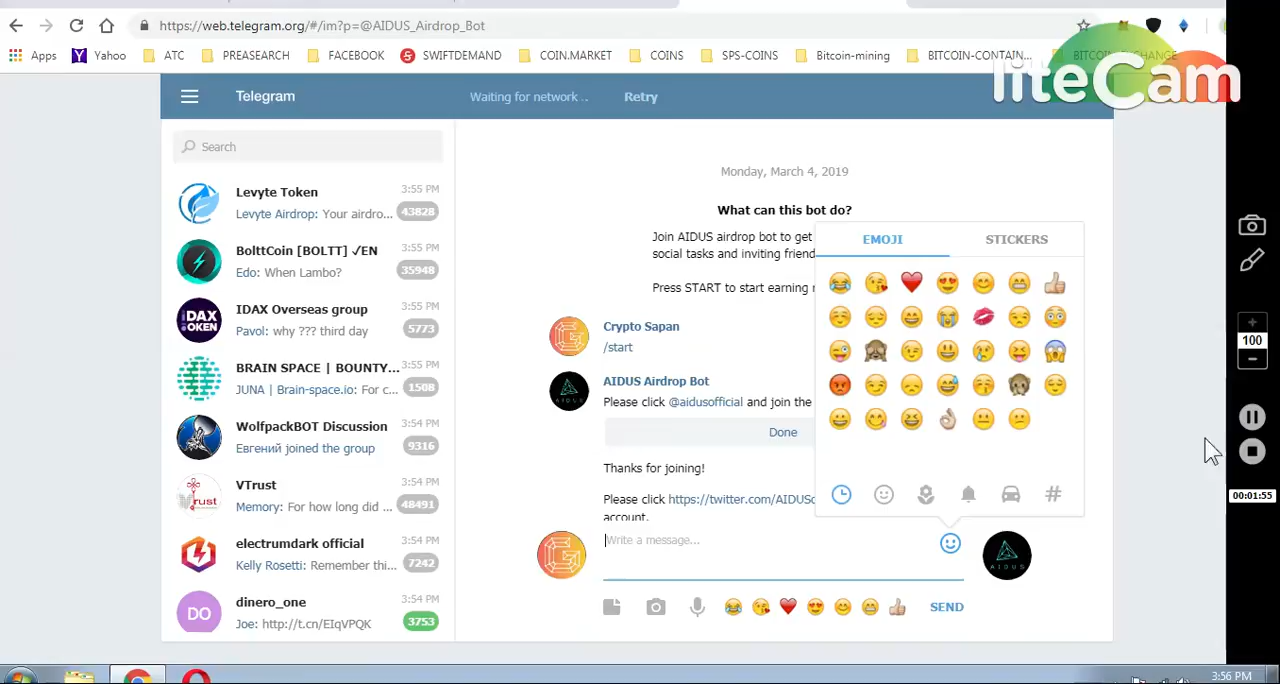 https://web.telegram.org/#/im?p=@AIDUS_Airdrop_Bot
Apps Yahoo ATC PREASEARCH FACEBOOK SWIFTDEMAND COIN.MARKET COINS SPS-COINS Bitcoin-mining BITCOIN-CONTAIN... BITCOIN EXCHANGE
liteCam
Telegram Waiting for network .. Retry
Search
Levyte Token 3:55 PM
Levyte Airdrop: Your airdro... 43828
BolttCoin [BOLTT] ✓EN 3:55 PM
Edo: When Lambo? 35948
IDAX Overseas group 3:55 PM
Pavol: why ??? third day 5773
BRAIN SPACE | BOUNTY... 3:55 PM
JUNA | Brain-space.io: For c... 1508
WolfpackBOT Discussion 3:54 PM
Евгений joined the group 9316
VTrust 3:54 PM
Memory: For how long did ... 48491
electrumdark official 3:54 PM
Kelly Rosetti: Remember thi... 7242
DO
dinero_one 3:54 PM
Joe: http://t.cn/EIqVPQK 3753
Monday, March 4, 2019
What can this bot do?
Join AIDUS airdrop bot to get
social tasks and inviting friend
Press START to start earning
Crypto Sapan
/start
AIDUS Airdrop Bot
Please click @aidusofficial and join the
Done
Thanks for joining!
Please click https://twitter.com/AIDUSc
account.
EMOJI STICKERS
Write a message...
AIDUS
SEND
100
00:01:55
3:56 PM